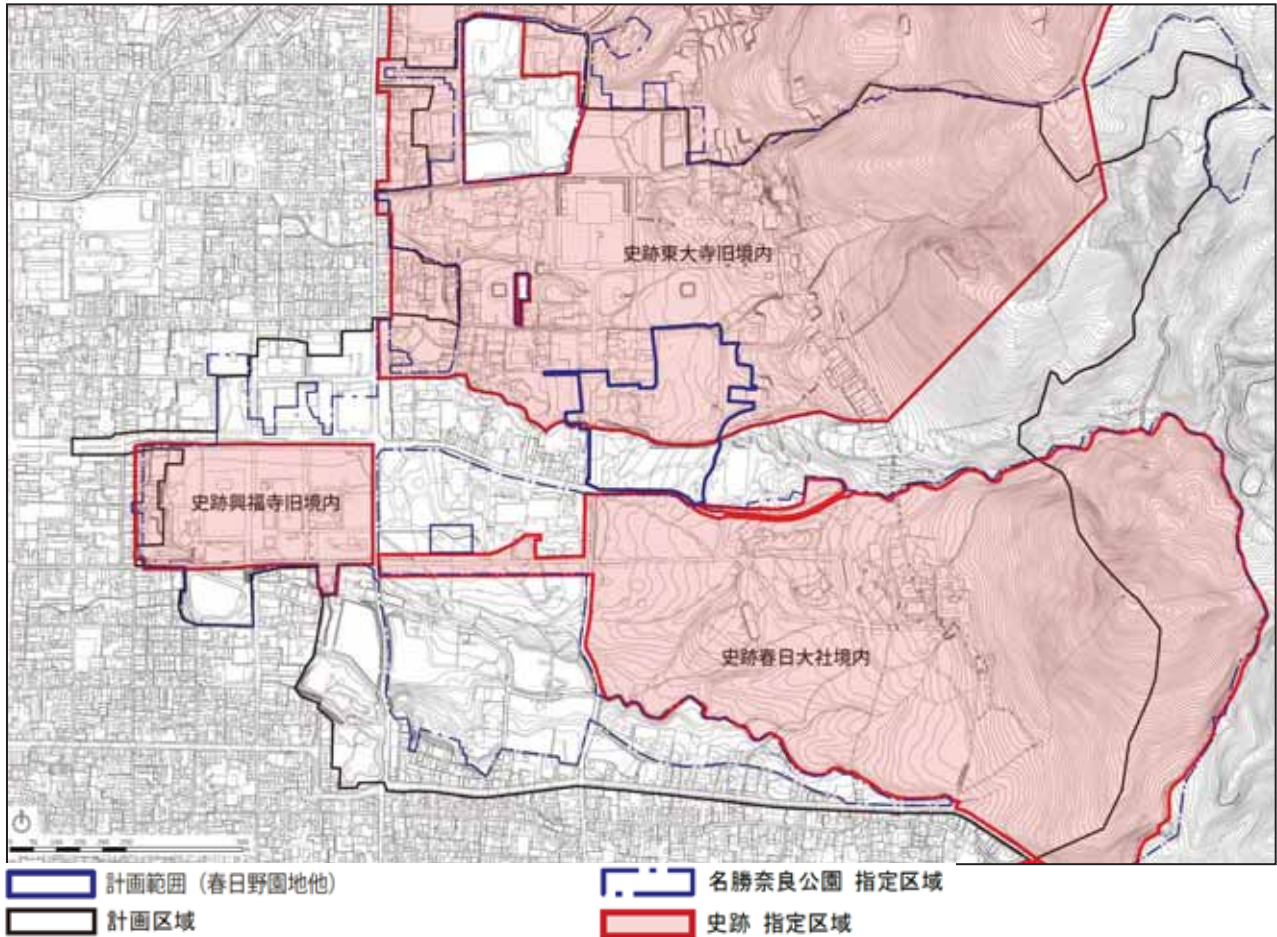 史跡東大寺旧境内
史跡興福寺旧境内
史跡春日大社境内
計画範囲（春日野園地他）
名勝奈良公園 指定区域
計画区域
史跡 指定区域